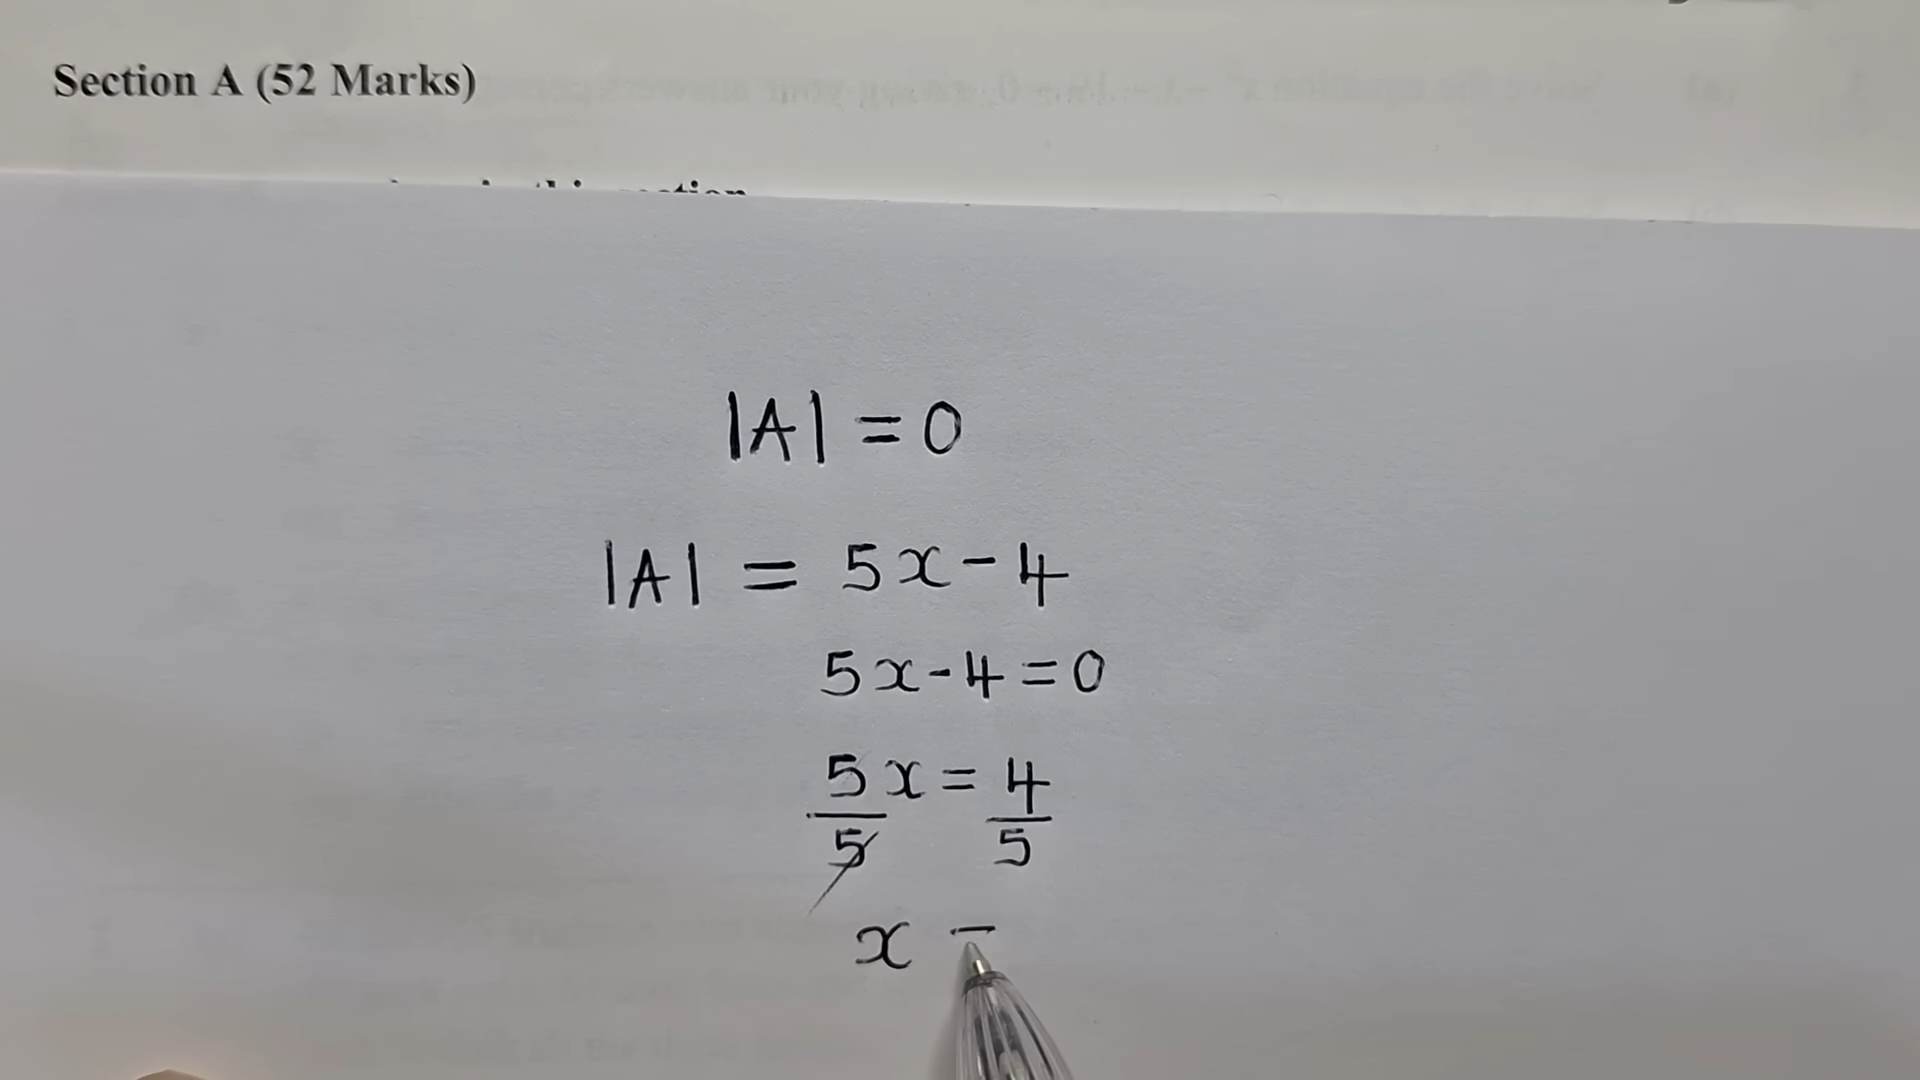 Section A (52 Marks)
|A| = 0
|A| = 5x - 4
5x - 4 = 0
5x = 4
5 5
x =